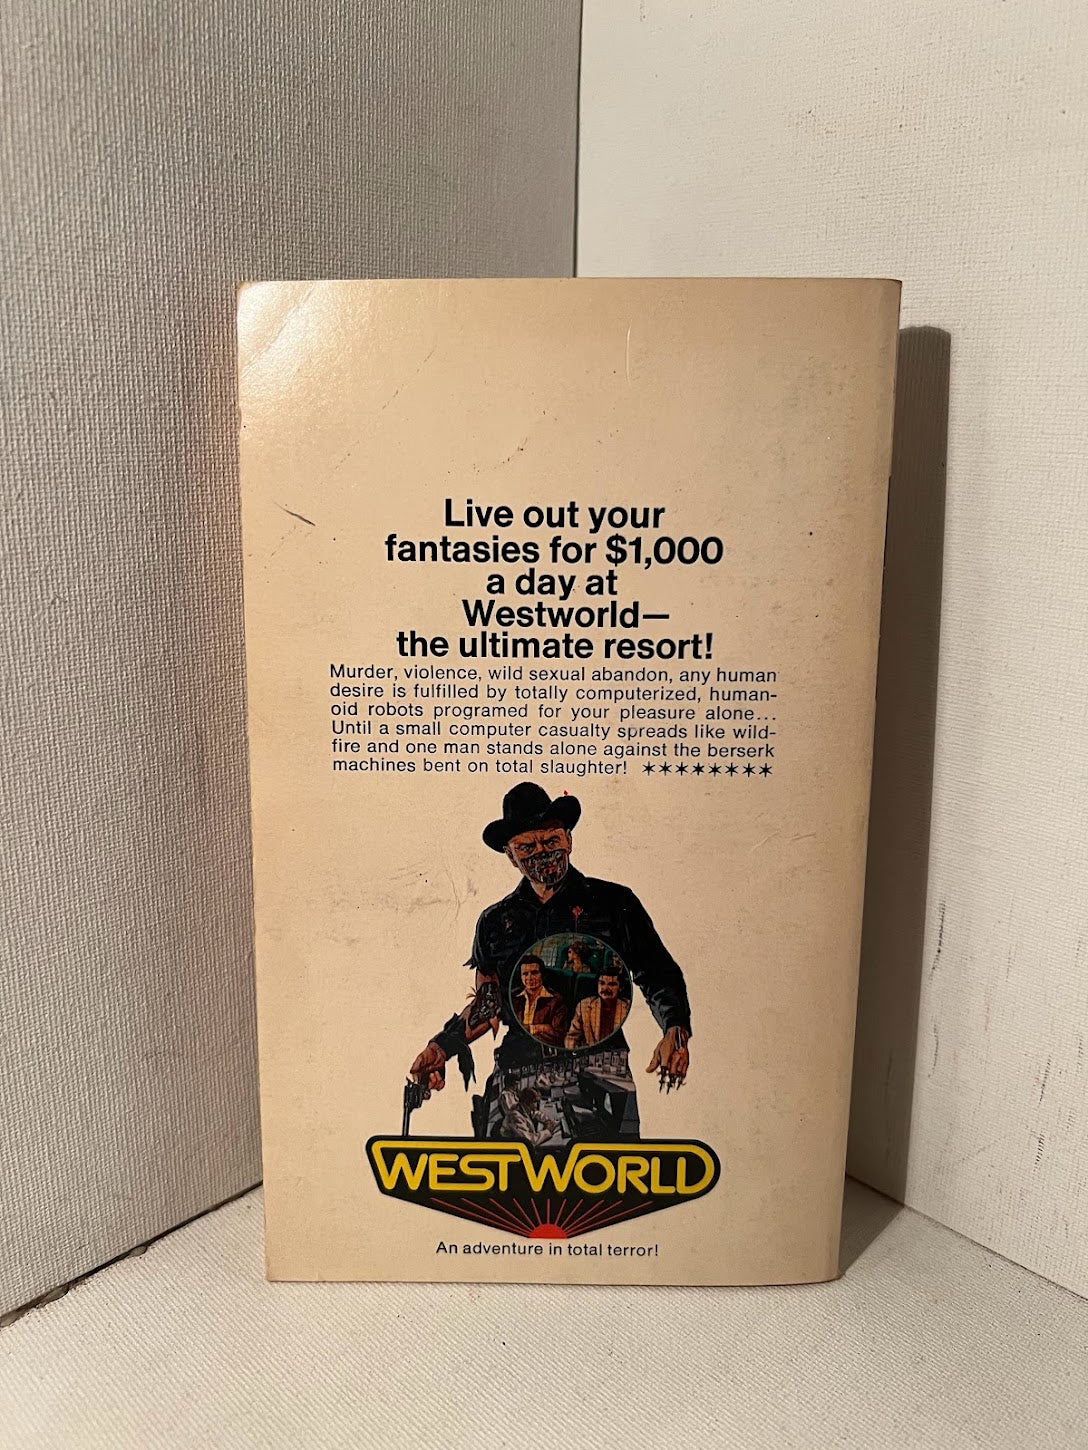 Live out your
fantasies for $1,000
a day at
Westworld—
the ultimate resort!
Murder, violence, wild sexual abandon, any human
desire is fulfilled by totally computerized, human-
oid robots programed for your pleasure alone...
Until a small computer casualty spreads like wild-
fire and one man stands alone against the berserk
machines bent on total slaughter! ✶✶✶✶✶✶✶✶
WESTWORLD
An adventure in total terror!